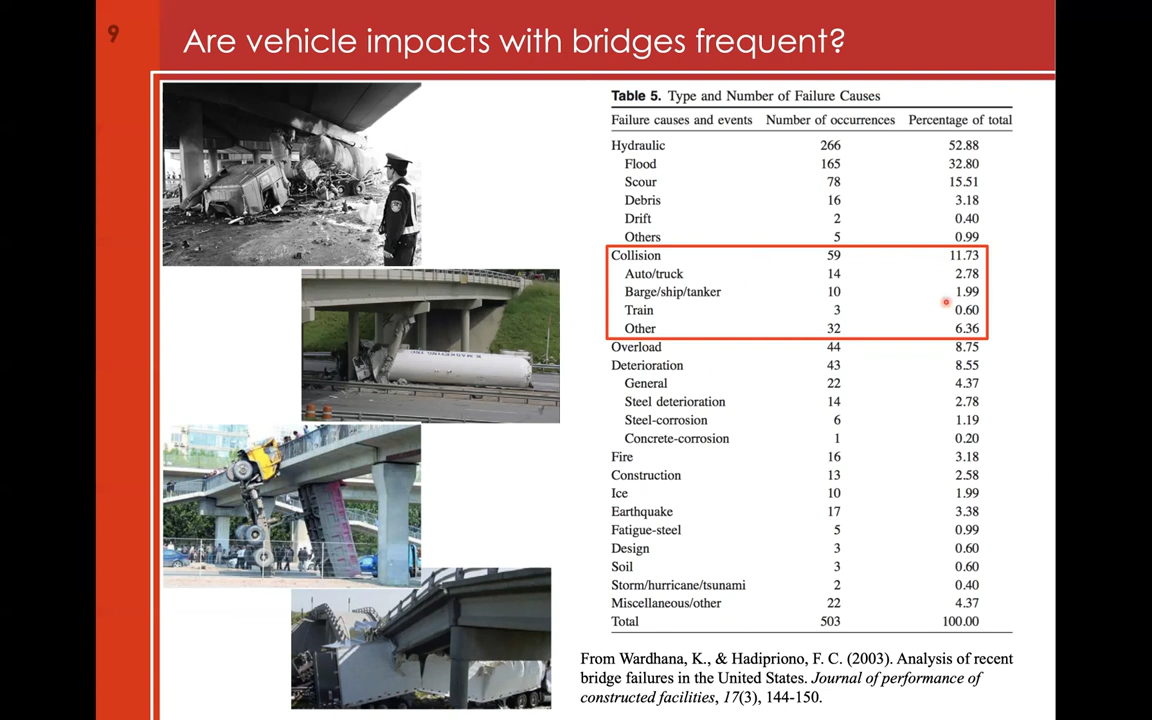 9
Are vehicle impacts with bridges frequent?
Table 5. Type and Number of Failure Causes
Failure causes and events Number of occurrences Percentage of total
Hydraulic 266 52.88
Flood 165 32.80
Scour 78 15.51
Debris 16 3.18
Drift 2 0.40
Others 5 0.99
Collision 59 11.73
Auto/truck 14 2.78
Barge/ship/tanker 10 1.99
Train 3 0.60
Other 32 6.36
Overload 44 8.75
Deterioration 43 8.55
General 22 4.37
Steel deterioration 14 2.78
Steel-corrosion 6 1.19
Concrete-corrosion 1 0.20
Fire 16 3.18
Construction 13 2.58
Ice 10 1.99
Earthquake 17 3.38
Fatigue-steel 5 0.99
Design 3 0.60
Soil 3 0.60
Storm/hurricane/tsunami 2 0.40
Miscellaneous/other 22 4.37
Total 503 100.00
From Wardhana, K., & Hadipriono, F. C. (2003). Analysis of recent
bridge failures in the United States. Journal of performance of
constructed facilities, 17(3), 144-150.